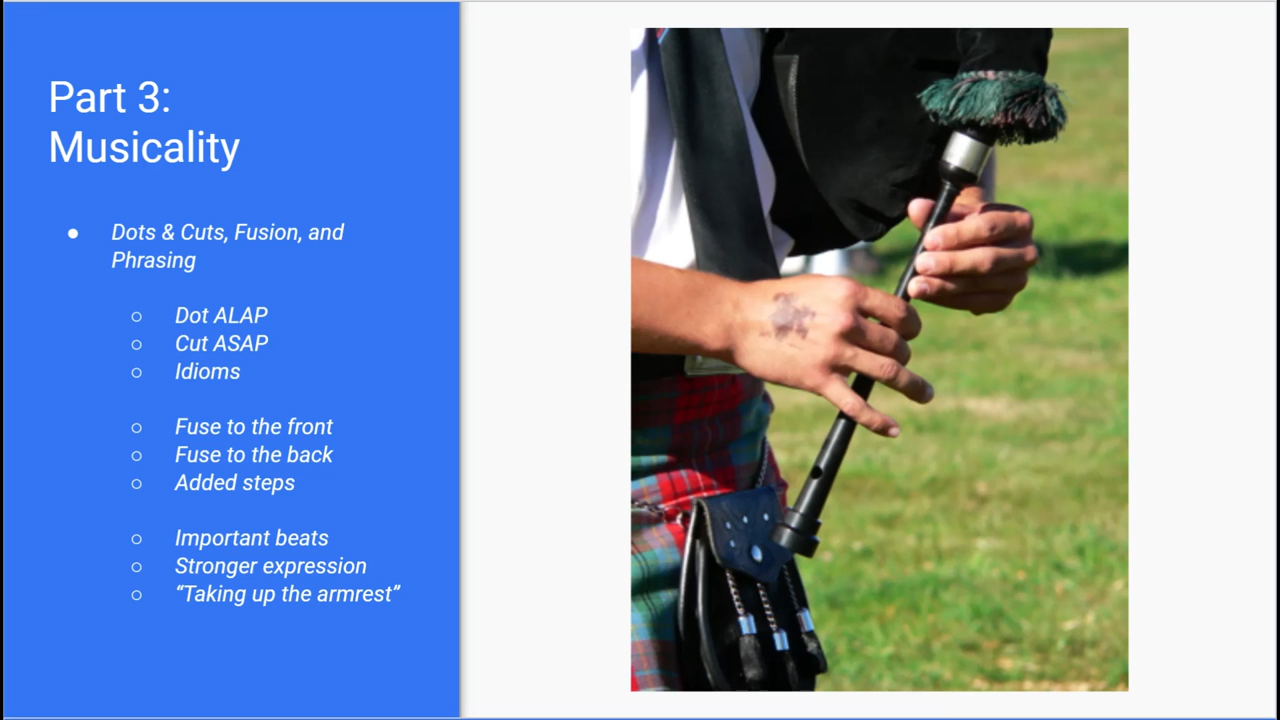 Part 3:
Musicality
Dots & Cuts, Fusion, and
Phrasing
Dot ALAP
Cut ASAP
Idioms
Fuse to the front
Fuse to the back
Added steps
Important beats
Stronger expression
“Taking up the armrest”